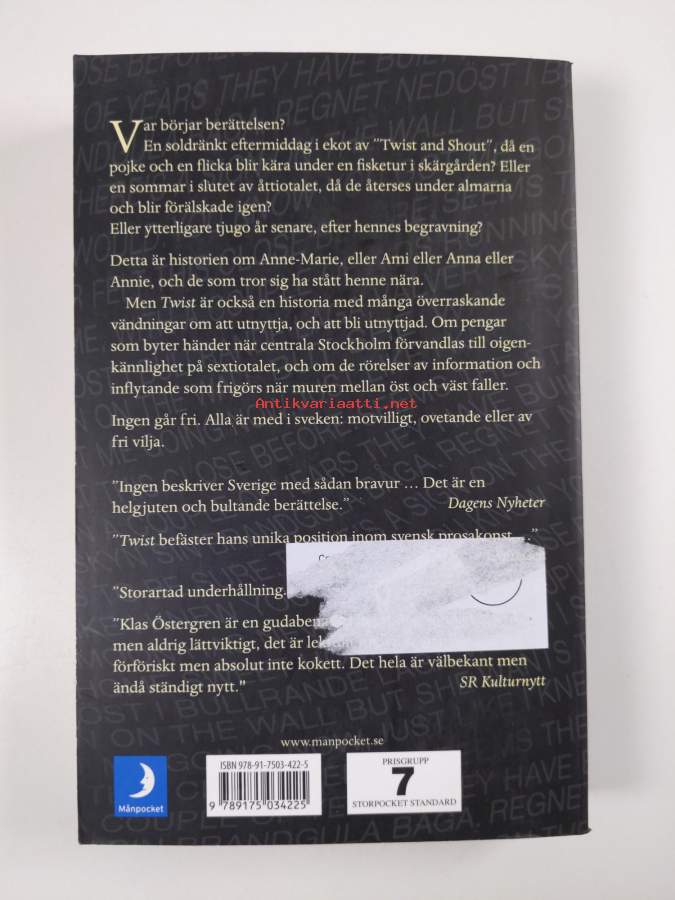 Var börjar berättelsen?
En soldränkt eftermiddag i ekot av "Twist and Shout", då en
pojke och en flicka blir kära under en fisketur i skärgården? Eller
en sommar i slutet av åttiotalet, då de återses under almarna
och blir förälskade igen?
Eller ytterligare tjugo år senare, efter hennes begravning?
Detta är historien om Anne-Marie, eller Ami eller Anna eller
Annie, och de som tror sig ha stått henne nära.
Men Twist är också en historia med många överraskande
vändningar om att utnyttja, och att bli utnyttjad. Om pengar
som byter händer när centrala Stockholm förvandlas till oigen-
kännlighet på sextiotalet, och om de rörelser av information och
inflytande som frigörs när muren mellan öst och väst faller.
Antikvariaatti.net
Ingen går fri. Alla är med i sveken: motvilligt, ovetande eller av
fri vilja.
"Ingen beskriver Sverige med sådan bravur … Det är en
helgjuten och bultande berättelse." Dagens Nyheter
"Twist befäster hans unika position inom svensk prosakonst …"
"Storartad underhållning.
"Klas Östergren är en
men aldrig lättviktigt, det är
förföriskt men absolut inte kokett. Det hela är välbekant men
ändå ständigt nytt." SR Kulturnytt
www.manpocket.se
Månpocket
ISBN 978-91-7503-422-5
9 789175 034225
PRISGRUPP
7
STORPOCKET STANDARD